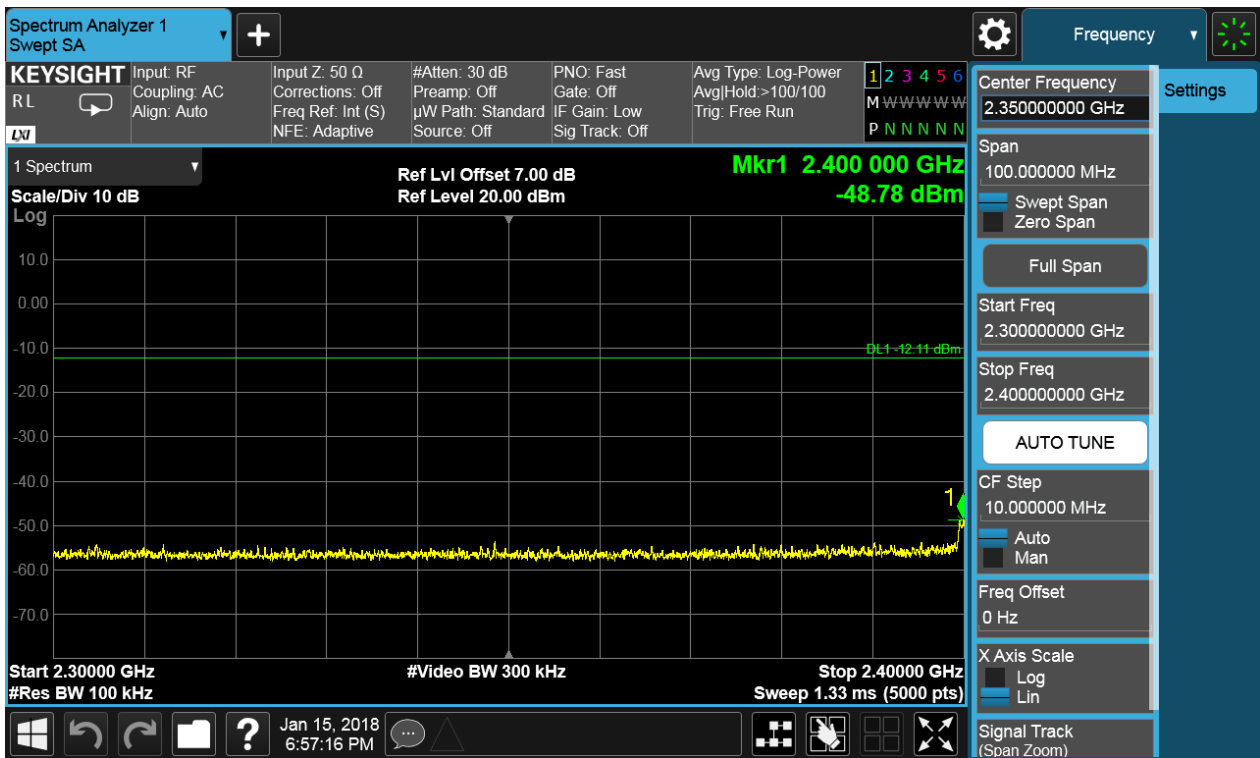 Spectrum Analyzer 1
Swept SA
Frequency
KEYSIGHT
RL
LXI
Input: RF
Coupling: AC
Align: Auto
Input Z: 50 Ω
Corrections: Off
Freq Ref: Int (S)
NFE: Adaptive
#Atten: 30 dB
Preamp: Off
µW Path: Standard
Source: Off
PNO: Fast
Gate: Off
IF Gain: Low
Sig Track: Off
Avg Type: Log-Power
Avg|Hold:>100/100
Trig: Free Run
1 2 3 4 5 6
M W W W W W
P N N N N N
1 Spectrum
Scale/Div 10 dB
Log
Ref Lvl Offset 7.00 dB
Ref Level 20.00 dBm
Mkr1 2.400 000 GHz
-48.78 dBm
10.0
0.00
-10.0
-20.0
-30.0
-40.0
-50.0
-60.0
-70.0
DL1 -12.11 dBm
1
Start 2.30000 GHz
#Res BW 100 kHz
#Video BW 300 kHz
Stop 2.40000 GHz
Sweep 1.33 ms (5000 pts)
Center Frequency
2.350000000 GHz
Span
100.000000 MHz
Swept Span
Zero Span
Full Span
Start Freq
2.300000000 GHz
Stop Freq
2.400000000 GHz
AUTO TUNE
CF Step
10.000000 MHz
Auto
Man
Freq Offset
0 Hz
X Axis Scale
Log
Lin
Signal Track
(Span Zoom)
Settings
?
Jan 15, 2018
6:57:16 PM